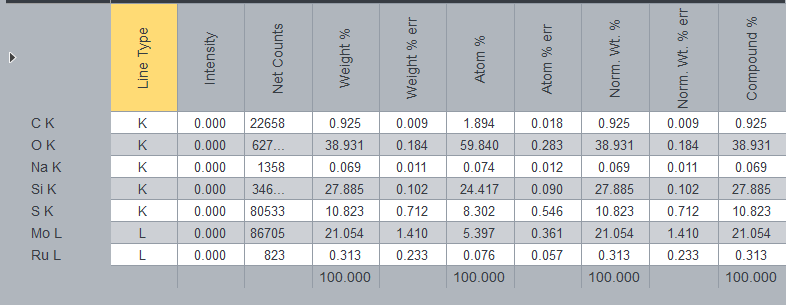 Line Type Intensity Net Counts Weight % Weight % err Atom % Atom % err Norm. Wt. % Norm. Wt. % err Compound %
C K K 0.000 22658 0.925 0.009 1.894 0.018 0.925 0.009 0.925
O K K 0.000 627... 38.931 0.184 59.840 0.283 38.931 0.184 38.931
Na K K 0.000 1358 0.069 0.011 0.074 0.012 0.069 0.011 0.069
Si K K 0.000 346... 27.885 0.102 24.417 0.090 27.885 0.102 27.885
S K K 0.000 80533 10.823 0.712 8.302 0.546 10.823 0.712 10.823
Mo L L 0.000 86705 21.054 1.410 5.397 0.361 21.054 1.410 21.054
Ru L L 0.000 823 0.313 0.233 0.076 0.057 0.313 0.233 0.313
100.000 100.000 100.000 100.000